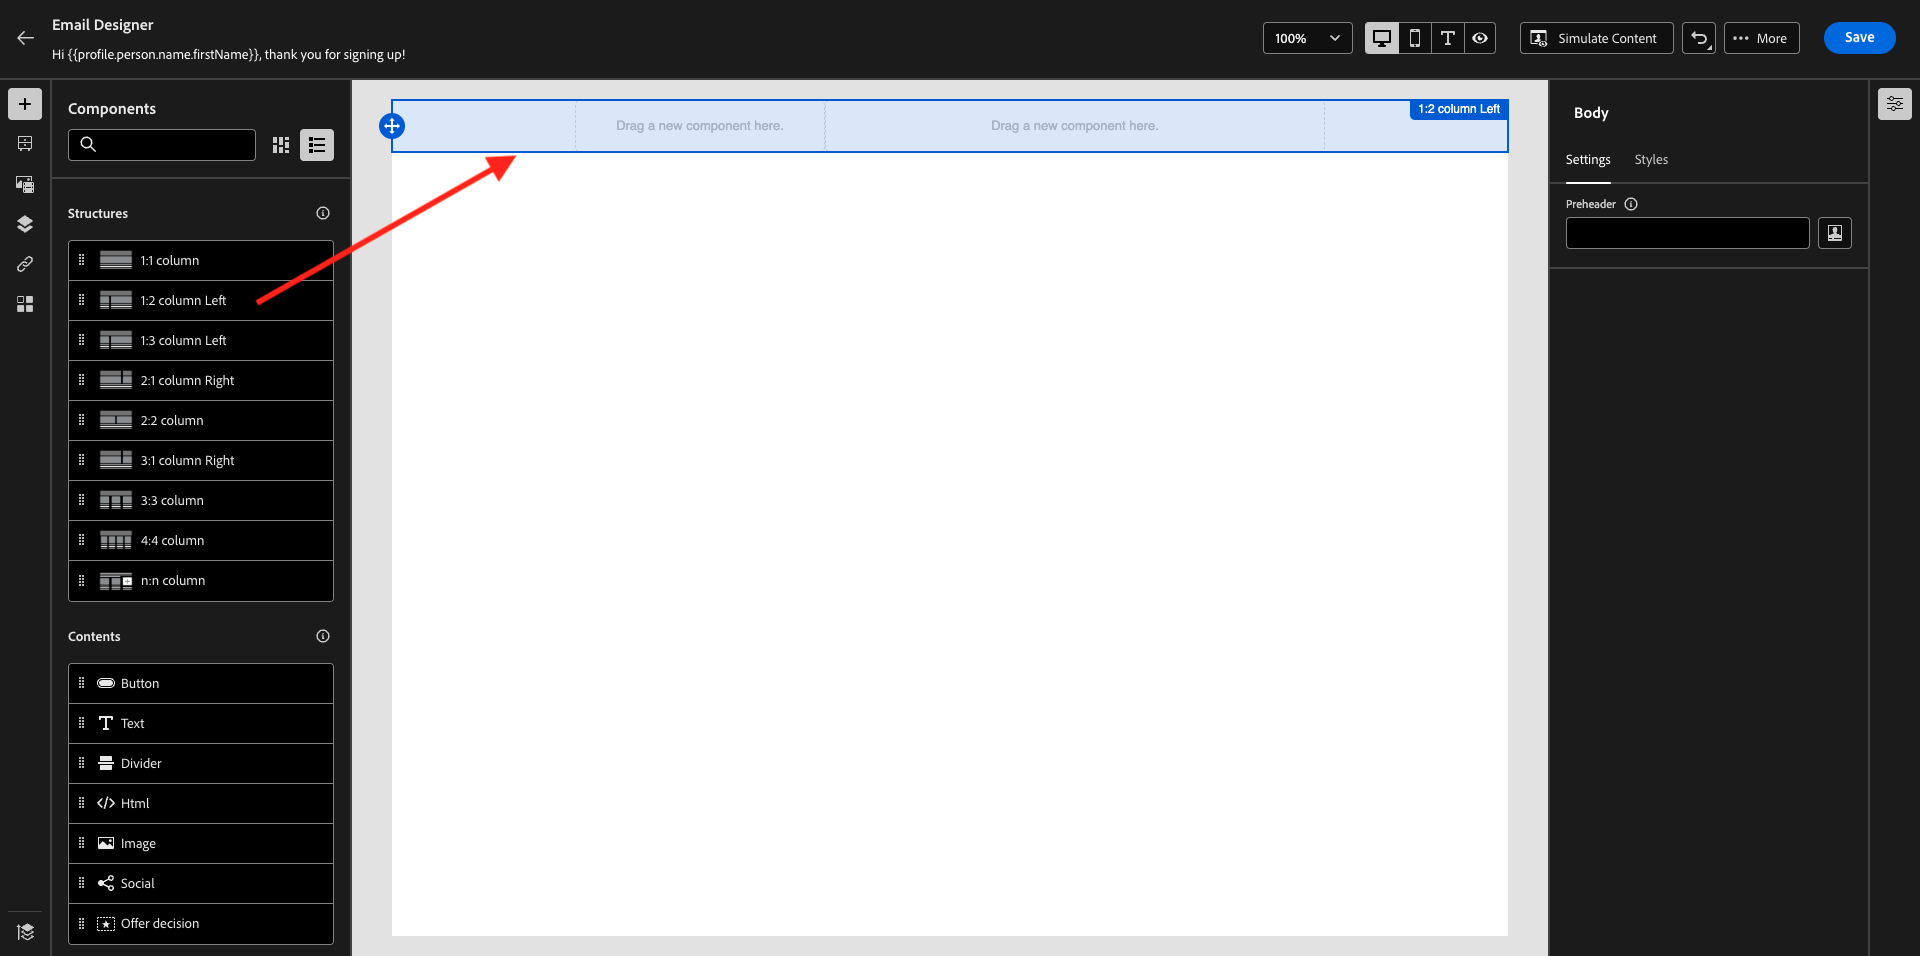 Email Designer
Hi {{profile.person.name.firstName}}, thank you for signing up!
100%
Simulate Content
More
Save
Components
Structures
1:1 column
1:2 column Left
1:3 column Left
2:1 column Right
2:2 column
3:1 column Right
3:3 column
4:4 column
n:n column
Contents
Button
Text
Divider
Html
Image
Social
Offer decision
1:2 column Left
Drag a new component here.
Drag a new component here.
Body
Settings
Styles
Preheader